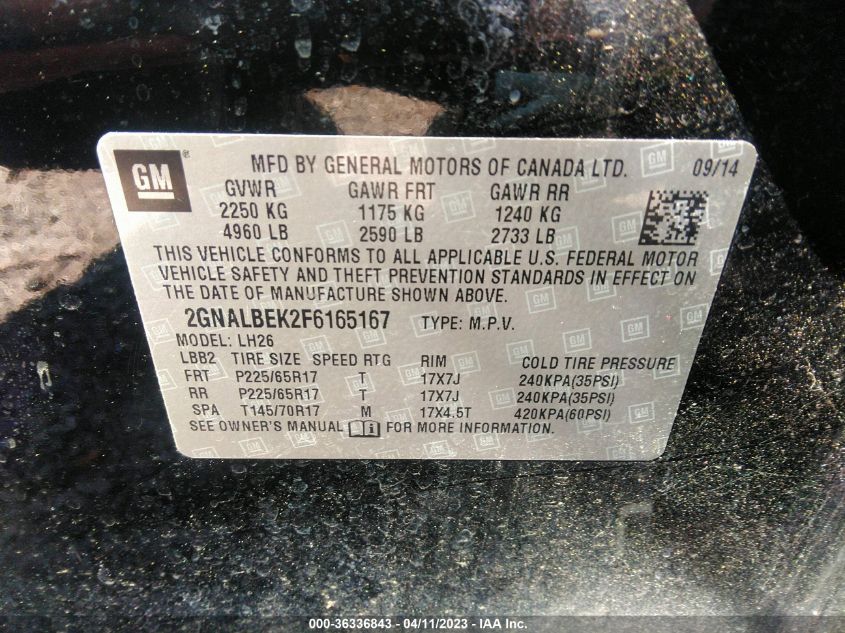 GM ® MFD BY GENERAL MOTORS OF CANADA LTD. 09/14
GVWR GAWR FRT GAWR RR
2250 KG 1175 KG 1240 KG
4960 LB 2590 LB 2733 LB
THIS VEHICLE CONFORMS TO ALL APPLICABLE U.S. FEDERAL MOTOR
VEHICLE SAFETY AND THEFT PREVENTION STANDARDS IN EFFECT ON
THE DATE OF MANUFACTURE SHOWN ABOVE.
2GNALBEK2F6165167 TYPE: M.P.V.
MODEL: LH26
LBB2 TIRE SIZE SPEED RTG RIM COLD TIRE PRESSURE
FRT P225/65R17 T 17X7J 240KPA(35PSI)
RR P225/65R17 T 17X7J 240KPA(35PSI)
SPA T145/70R17 M 17X4.5T 420KPA(60PSI)
SEE OWNER'S MANUAL i FOR MORE INFORMATION.
000-36336843 - 04/11/2023 - IAA Inc.